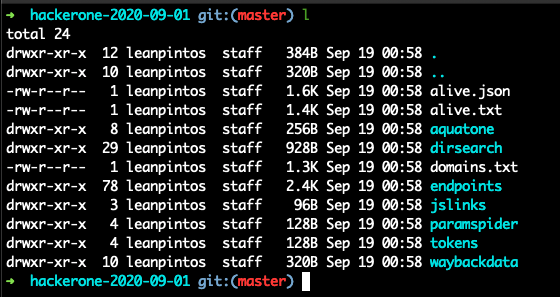 ➜  hackerone-2020-09-01 git:(master) l
total 24
drwxr-xr-x  12 leanpintos  staff   384B Sep 19 00:58 .
drwxr-xr-x  10 leanpintos  staff   320B Sep 19 00:58 ..
-rw-r--r--   1 leanpintos  staff   1.6K Sep 19 00:58 alive.json
-rw-r--r--   1 leanpintos  staff   1.4K Sep 19 00:58 alive.txt
drwxr-xr-x   8 leanpintos  staff   256B Sep 19 00:58 aquatone
drwxr-xr-x  29 leanpintos  staff   928B Sep 19 00:58 dirsearch
-rw-r--r--   1 leanpintos  staff   1.3K Sep 19 00:58 domains.txt
drwxr-xr-x  78 leanpintos  staff   2.4K Sep 19 00:58 endpoints
drwxr-xr-x   3 leanpintos  staff    96B Sep 19 00:58 jslinks
drwxr-xr-x   4 leanpintos  staff   128B Sep 19 00:58 paramspider
drwxr-xr-x   4 leanpintos  staff   128B Sep 19 00:58 tokens
drwxr-xr-x  10 leanpintos  staff   320B Sep 19 00:58 waybackdata
➜  hackerone-2020-09-01 git:(master)